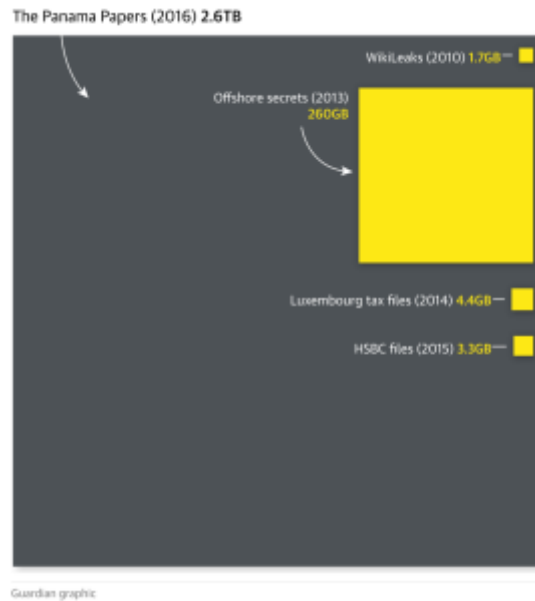 The Panama Papers (2016) 2.6TB
WikiLeaks (2010) 1.7GB
Offshore secrets (2013)
260GB
Luxembourg tax files (2014) 4.4GB
HSBC files (2015) 3.3GB
Guardian graphic